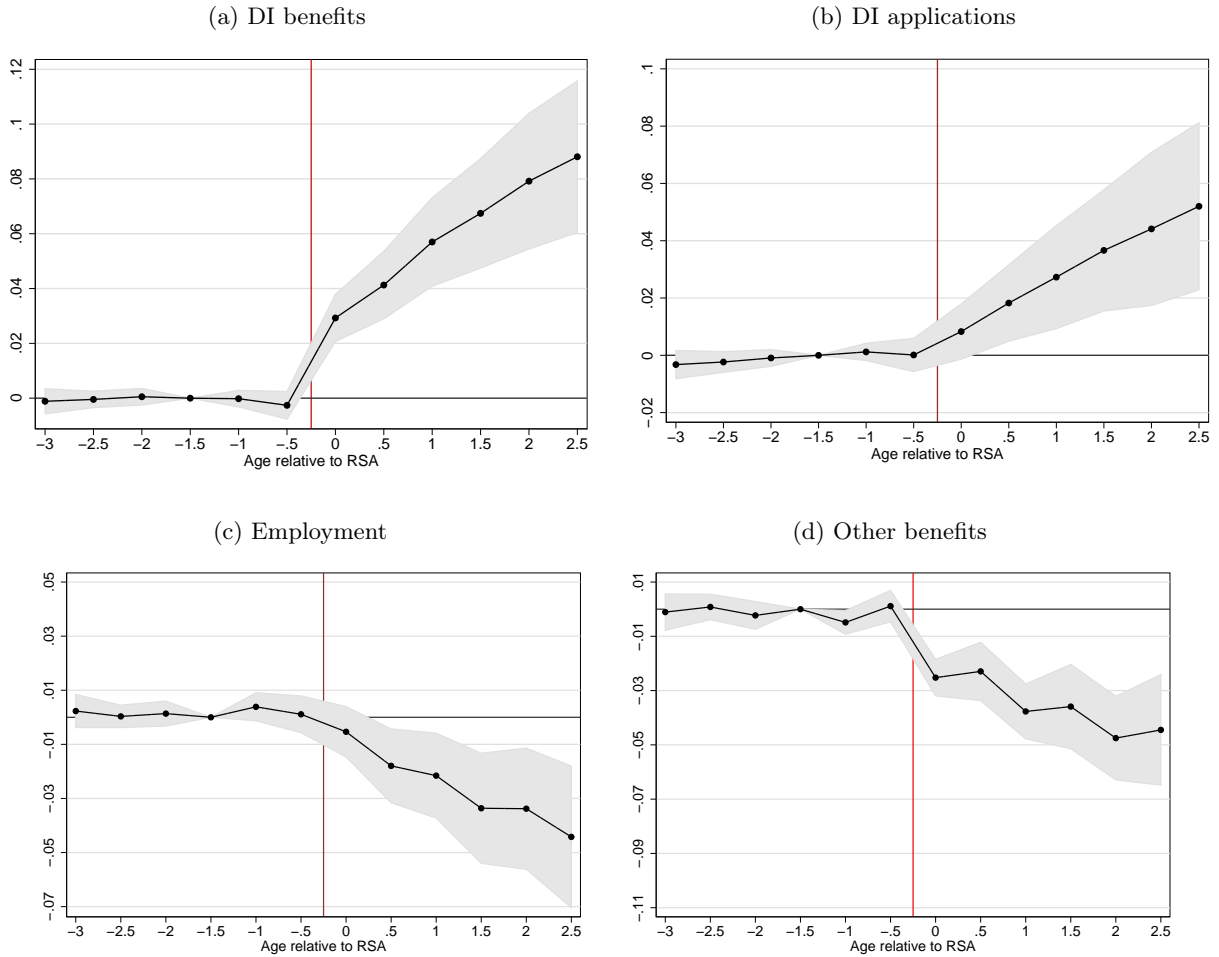 (a) DI benefits
.12
.1
.08
.06
.04
.02
0
−3 −2.5 −2 −1.5 −1 −.5 0 .5 1 1.5 2 2.5
Age relative to RSA
(b) DI applications
.1
.08
.06
.04
.02
0
−.02
−3 −2.5 −2 −1.5 −1 −.5 0 .5 1 1.5 2 2.5
Age relative to RSA
(c) Employment
.05
.03
.01
−.01
−.03
−.05
−.07
−3 −2.5 −2 −1.5 −1 −.5 0 .5 1 1.5 2 2.5
Age relative to RSA
(d) Other benefits
.01
−.01
−.03
−.05
−.07
−.09
−.11
−3 −2.5 −2 −1.5 −1 −.5 0 .5 1 1.5 2 2.5
Age relative to RSA